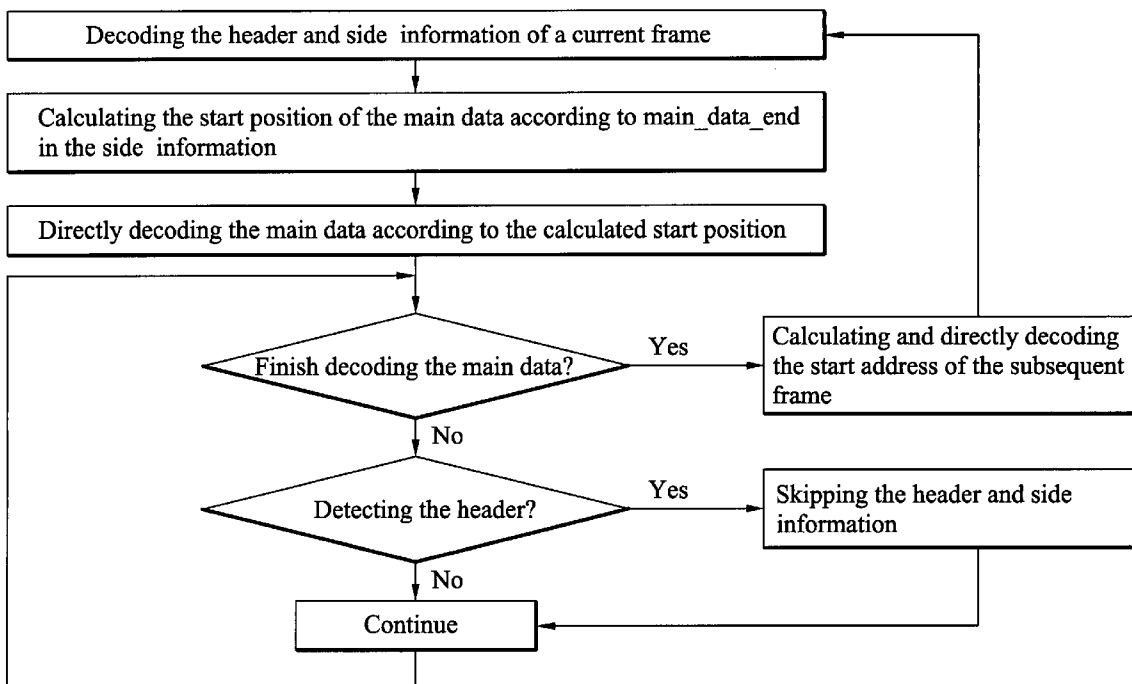 Decoding the header and side information of a current frame
Calculating the start position of the main data according to main_data_end
in the side information
Directly decoding the main data according to the calculated start position
Finish decoding the main data?
Yes
Calculating and directly decoding
the start address of the subsequent
frame
No
Detecting the header?
Yes
Skipping the header and side
information
No
Continue